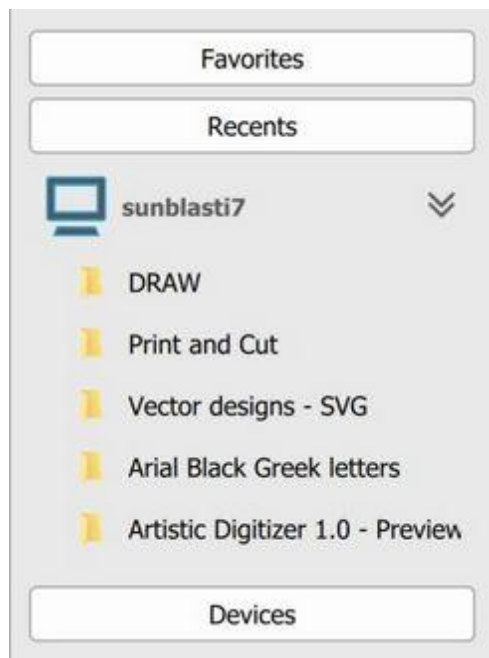 Favorites
Recents
sunblasti7
DRAW
Print and Cut
Vector designs - SVG
Arial Black Greek letters
Artistic Digitizer 1.0 - Preview
Devices